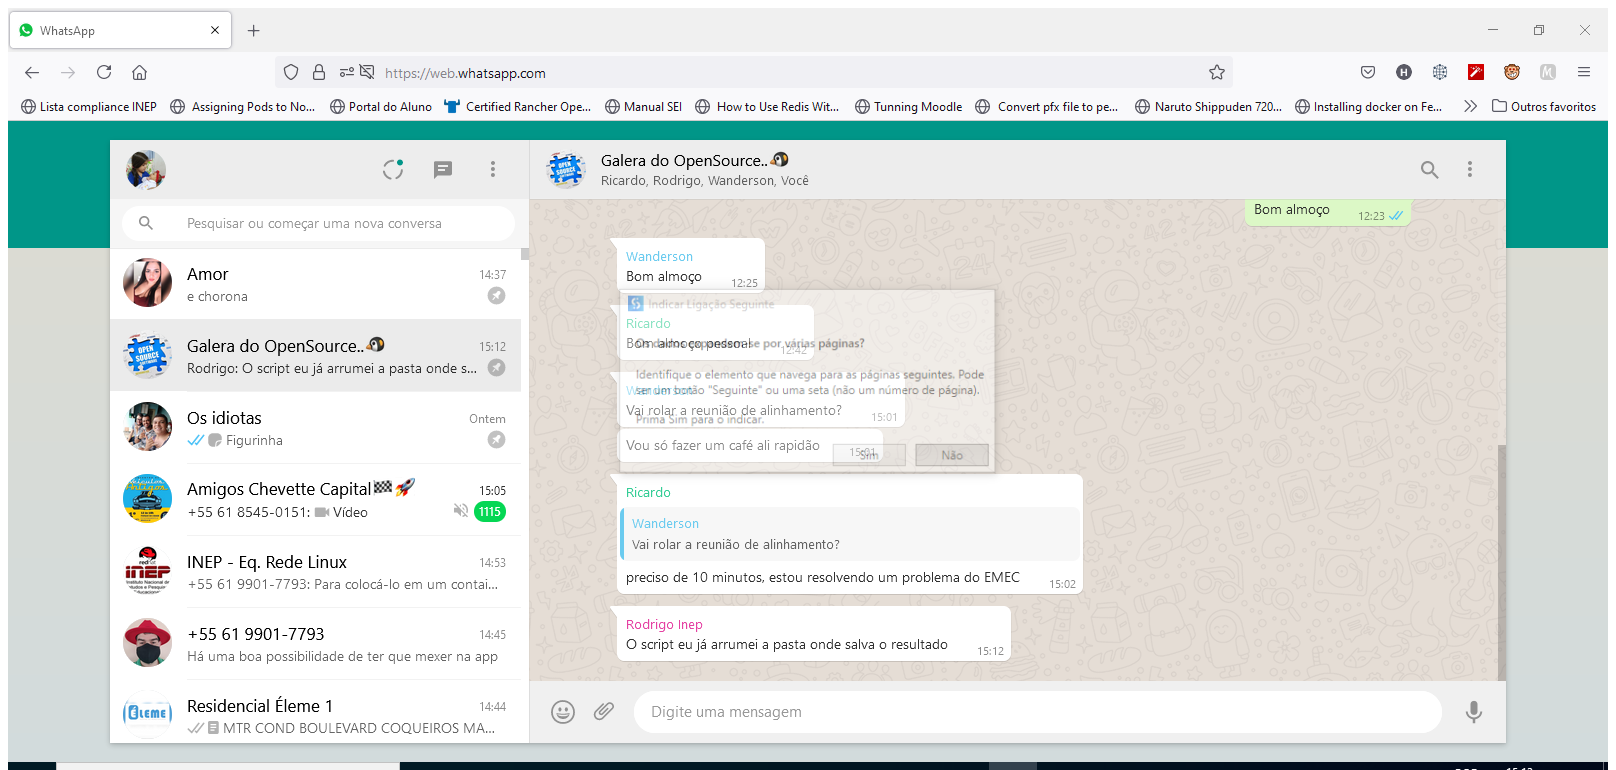 WhatsApp
https://web.whatsapp.com
Lista compliance INEP
Assigning Pods to No...
Portal do Aluno
Certified Rancher Ope...
Manual SEI
How to Use Redis Wit...
Tunning Moodle
Convert pfx file to pe...
Naruto Shippuden 720...
Installing docker on Fe...
Outros favoritos
Pesquisar ou começar uma nova conversa
Amor
14:37
e chorona
Galera do OpenSource..
15:12
Rodrigo: O script eu já arrumei a pasta onde s...
Os idiotas
Ontem
Figurinha
Amigos Chevette Capital
15:05
+55 61 8545-0151: Vídeo
1115
INEP - Eq. Rede Linux
14:53
+55 61 9901-7793: Para colocá-lo em um contai...
+55 61 9901-7793
14:45
Há uma boa possibilidade de ter que mexer na app
Residencial Éleme 1
14:44
MTR COND BOULEVARD COQUEIROS MA...
OPEN
SOURCE
INEP
ÉLEME
Galera do OpenSource..
Ricardo, Rodrigo, Wanderson, Você
Bom almoço
12:23
Wanderson
Bom almoço
12:25
Indicar Ligação Seguinte
Ricardo
Bom almoço pessoal
12:42
Os dados expandem-se por várias páginas?
Identifique o elemento que navega para as páginas seguintes. Pode
ser um botão "Seguinte" ou uma seta (não um número de página).
Prima Sim para o indicar.
Sim
Não
Wanderson
Vai rolar a reunião de alinhamento?
15:01
Vou só fazer um café ali rapidão
15:01
Ricardo
Wanderson
Vai rolar a reunião de alinhamento?
preciso de 10 minutos, estou resolvendo um problema do EMEC
15:02
Rodrigo Inep
O script eu já arrumei a pasta onde salva o resultado
15:12
Digite uma mensagem